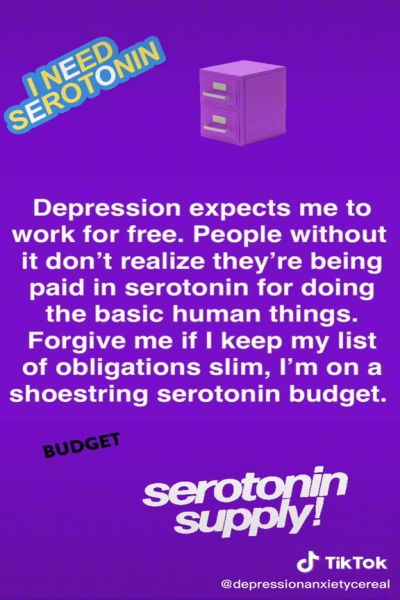 I NEED
SEROTONIN
Depression expects me to
work for free. People without
it don't realize they're being
paid in serotonin for doing
the basic human things.
Forgive me if I keep my list
of obligations slim, I'm on a
shoestring serotonin budget.
BUDGET
serotonin
supply!
TikTok
@depressionanxietycereal